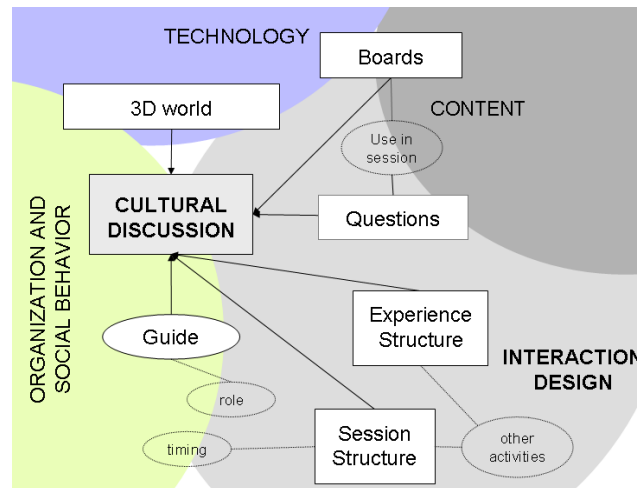 TECHNOLOGY
Boards
3D world
CONTENT
Use in
session
CULTURAL
DISCUSSION
Questions
ORGANIZATION AND
SOCIAL BEHAVIOR
Guide
Experience
Structure
INTERACTION
DESIGN
role
timing
Session
Structure
other
activities